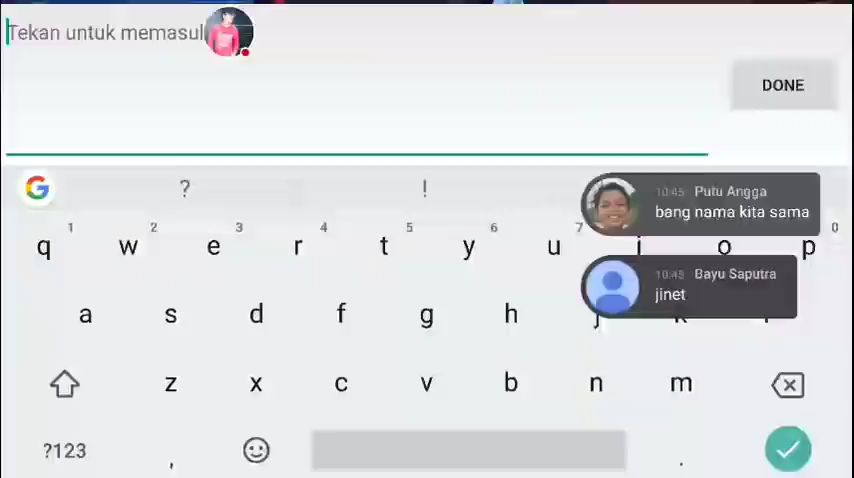 Tekan untuk memasul
DONE
? !
10:45 Putu Angga
bang nama kita sama
1 2 3 4 5 6 7 0
q w e r t y u i o p
10:45 Bayu Saputra
jinet
a s d f g h j k
z x c v b n m
?123 , .